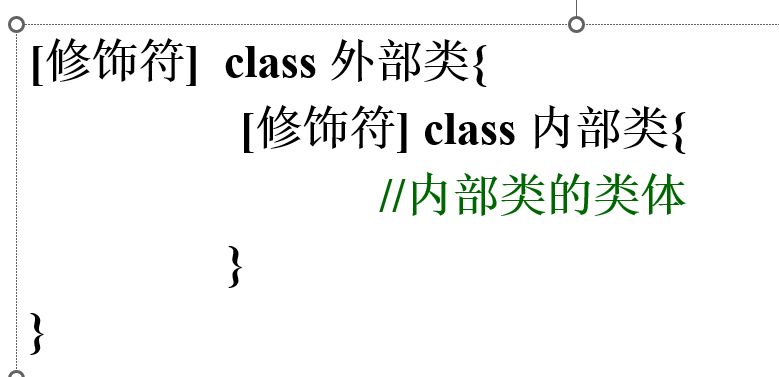 [修饰符] class 外部类{
[修饰符] class 内部类{
//内部类的类体
}
}